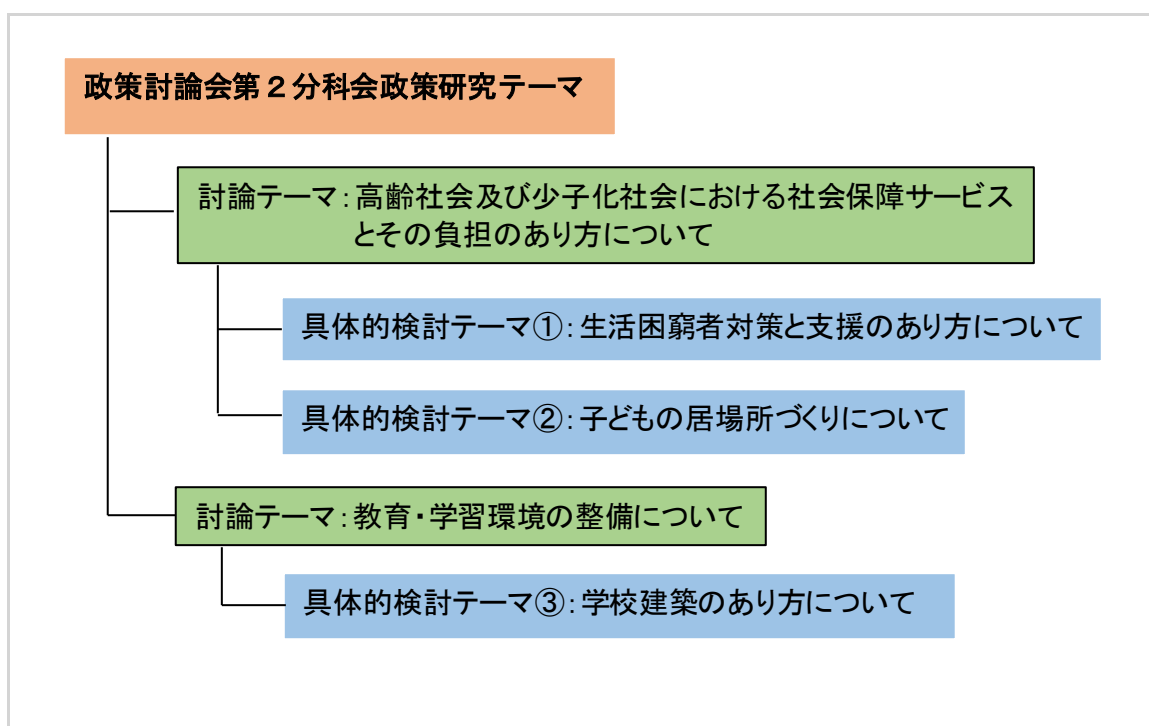 政策討論会第２分科会政策研究テーマ
討論テーマ：高齢社会及び少子化社会における社会保障サービス
とその負担のあり方について
具体的検討テーマ①：生活困窮者対策と支援のあり方について
具体的検討テーマ②：子どもの居場所づくりについて
討論テーマ：教育・学習環境の整備について
具体的検討テーマ③：学校建築のあり方について